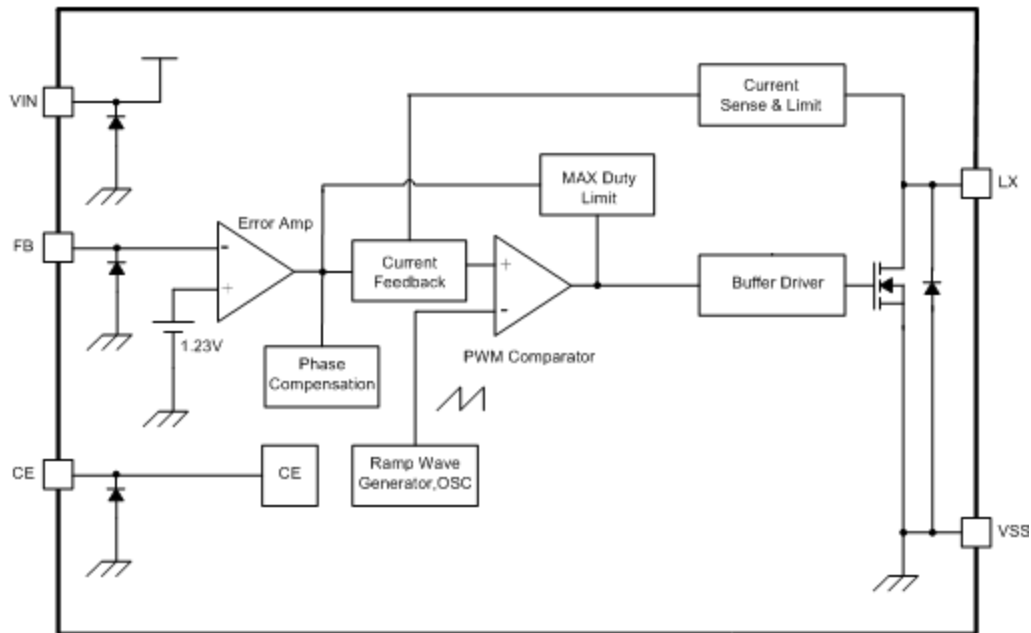 VIN
Current
Sense & Limit
MAX Duty
Limit
LX
Error Amp
FB
-
+
Current
Feedback
+
-
Buffer Driver
1.23V
Phase
Compensation
PWM Comparator
CE
CE
Ramp Wave
Generator,OSC
VSS